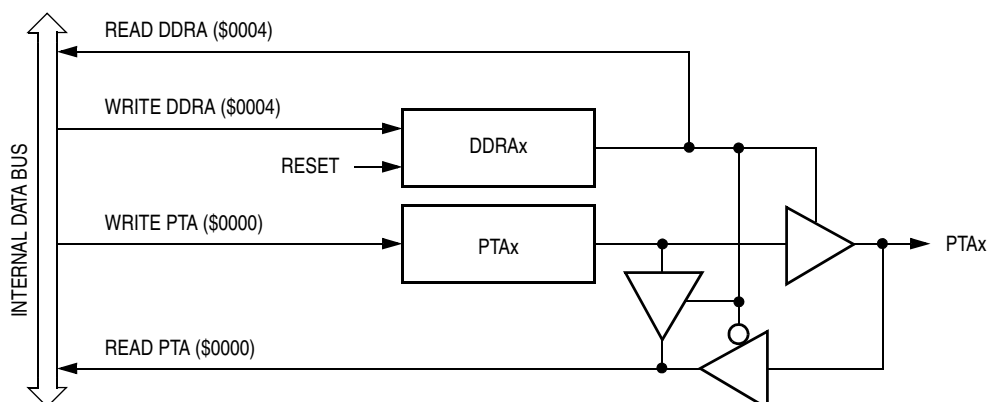 READ DDRA ($0004)
WRITE DDRA ($0004)
DDRAx
RESET
INTERNAL DATA BUS
WRITE PTA ($0000)
PTAx
PTAx
READ PTA ($0000)